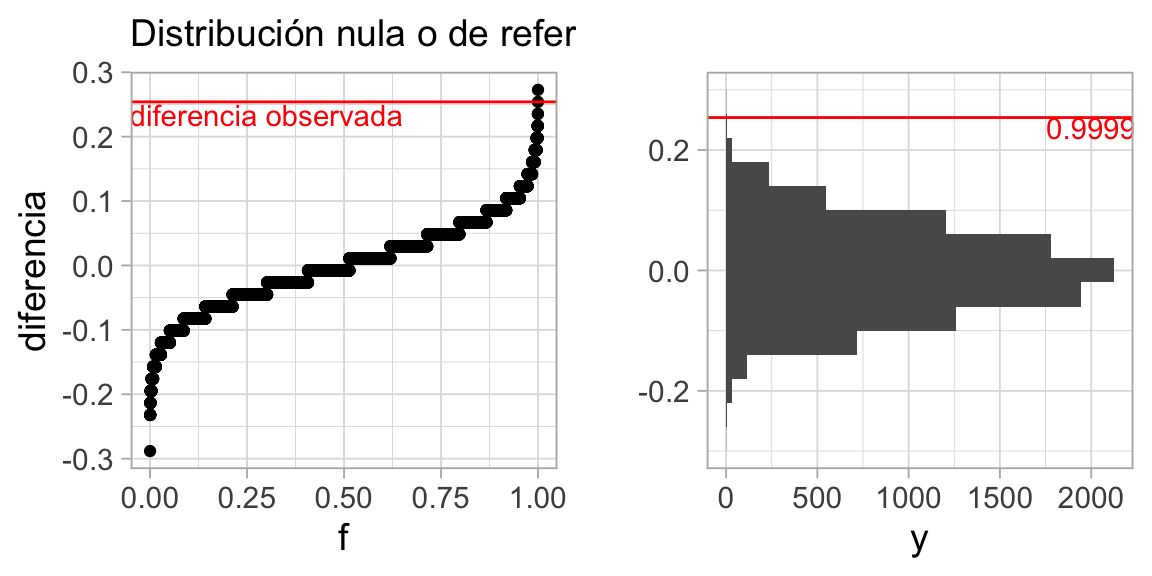 Distribución nula o de refer
diferencia
0.3
0.2
0.1
0.0
-0.1
-0.2
-0.3
diferencia observada
0.00 0.25 0.50 0.75 1.00
f
0.2
0.0
-0.2
0.9999
0 500 1000 1500 2000
y